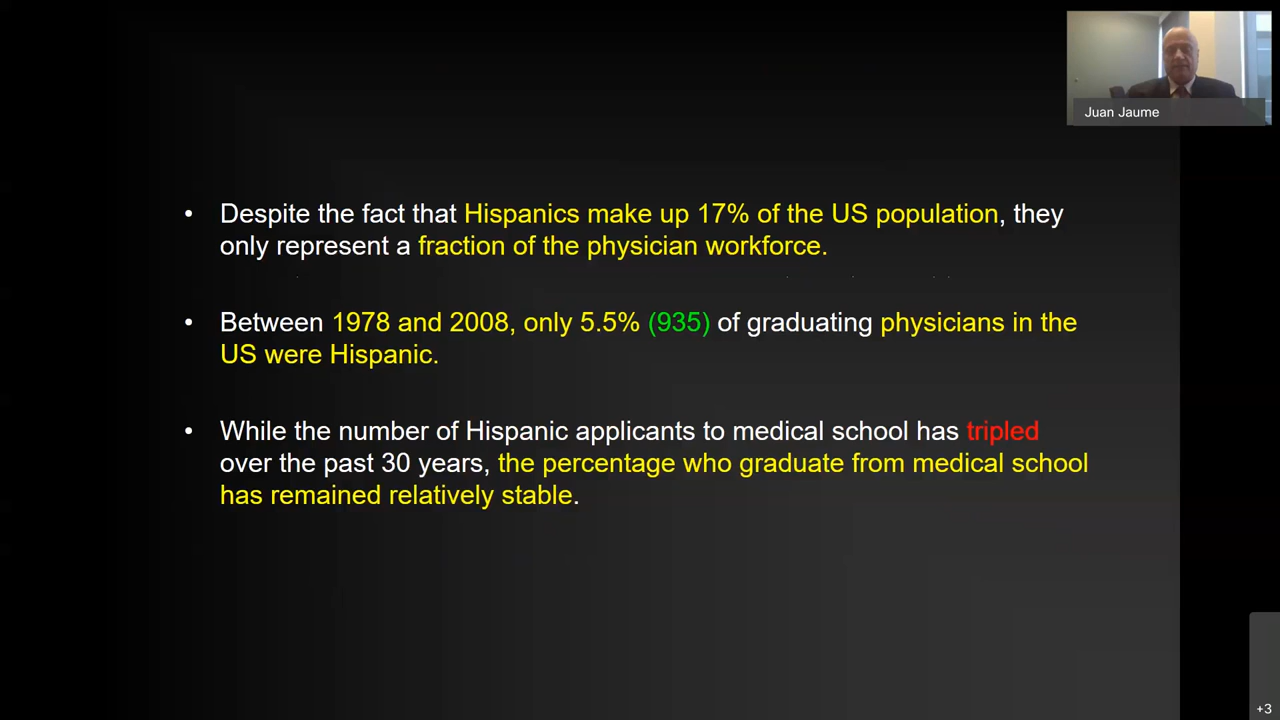 Juan Jaume
• Despite the fact that Hispanics make up 17% of the US population, they
only represent a fraction of the physician workforce.
• Between 1978 and 2008, only 5.5% (935) of graduating physicians in the
US were Hispanic.
• While the number of Hispanic applicants to medical school has tripled
over the past 30 years, the percentage who graduate from medical school
has remained relatively stable.
+3